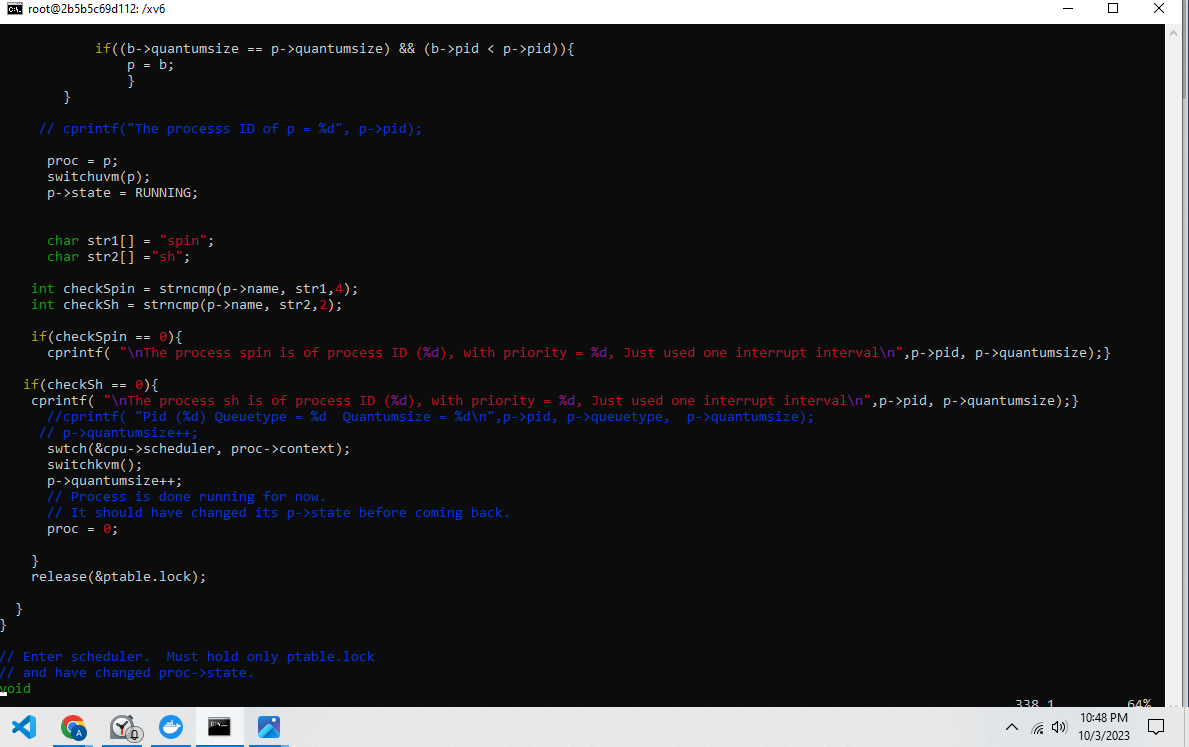 root@2b5b5c69d112: /xv6
if((b->quantumsize == p->quantumsize) && (b->pid < p->pid)){
p = b;
}
}
// cprintf("The processs ID of p = %d", p->pid);
proc = p;
switchuvm(p);
p->state = RUNNING;
char str1[] = "spin";
char str2[] ="sh";
int checkSpin = strncmp(p->name, str1,4);
int checkSh = strncmp(p->name, str2,2);
if(checkSpin == 0){
cprintf( "\nThe process spin is of process ID (%d), with priority = %d, Just used one interrupt interval\n",p->pid, p->quantumsize);}
if(checkSh == 0){
cprintf( "\nThe process sh is of process ID (%d), with priority = %d, Just used one interrupt interval\n",p->pid, p->quantumsize);}
//cprintf( "Pid (%d) Queuetype = %d  Quantumsize = %d\n",p->pid, p->queuetype,  p->quantumsize);
// p->quantumsize++;
swtch(&cpu->scheduler, proc->context);
switchkvm();
p->quantumsize++;
// Process is done running for now.
// It should have changed its p->state before coming back.
proc = 0;
}
release(&ptable.lock);
}
}
// Enter scheduler.  Must hold only ptable.lock
// and have changed proc->state.
void
338,1 64%
10:48 PM
10/3/2023